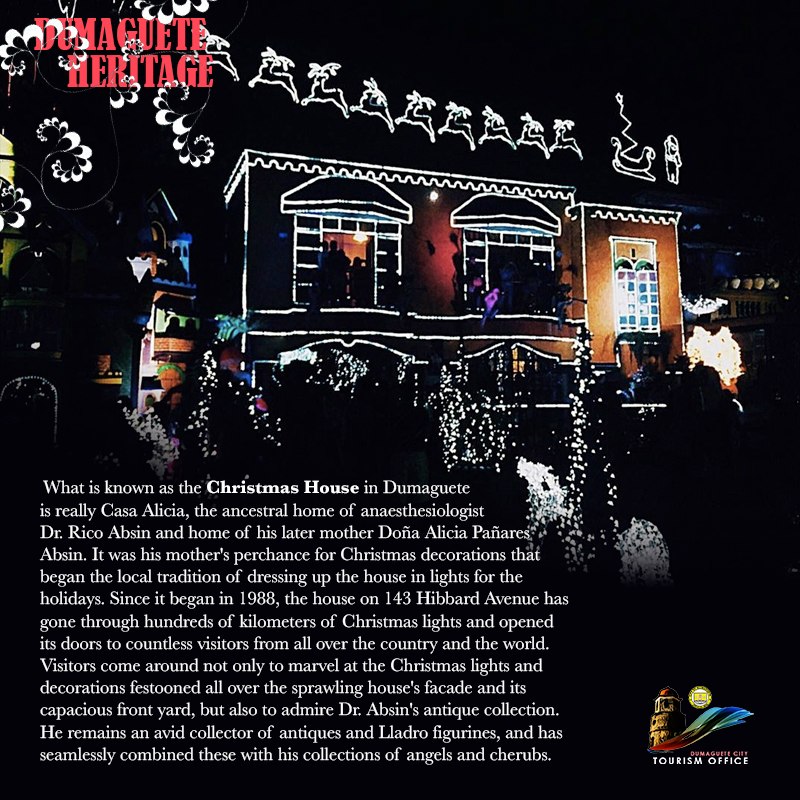 DUMAGUETE
HERITAGE
What is known as the Christmas House in Dumaguete
is really Casa Alicia, the ancestral home of anaesthesiologist
Dr. Rico Absin and home of his later mother Doña Alicia Pañares
Absin. It was his mother's perchance for Christmas decorations that
began the local tradition of dressing up the house in lights for the
holidays. Since it began in 1988, the house on 143 Hibbard Avenue has
gone through hundreds of kilometers of Christmas lights and opened
its doors to countless visitors from all over the country and the world.
Visitors come around not only to marvel at the Christmas lights and
decorations festooned all over the sprawling house's facade and its
capacious front yard, but also to admire Dr. Absin's antique collection.
He remains an avid collector of antiques and Lladro figurines, and has
seamlessly combined these with his collections of angels and cherubs.
DUMAGUETE CITY
TOURISM OFFICE